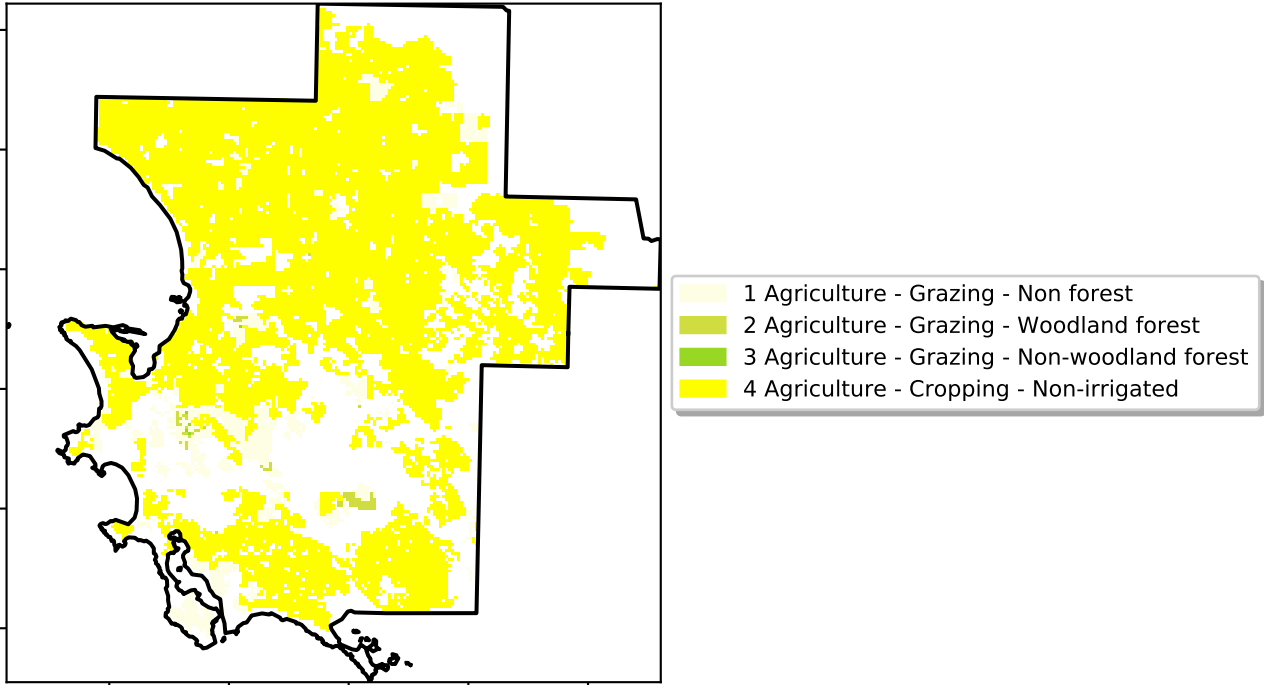 1 Agriculture - Grazing - Non forest
2 Agriculture - Grazing - Woodland forest
3 Agriculture - Grazing - Non-woodland forest
4 Agriculture - Cropping - Non-irrigated